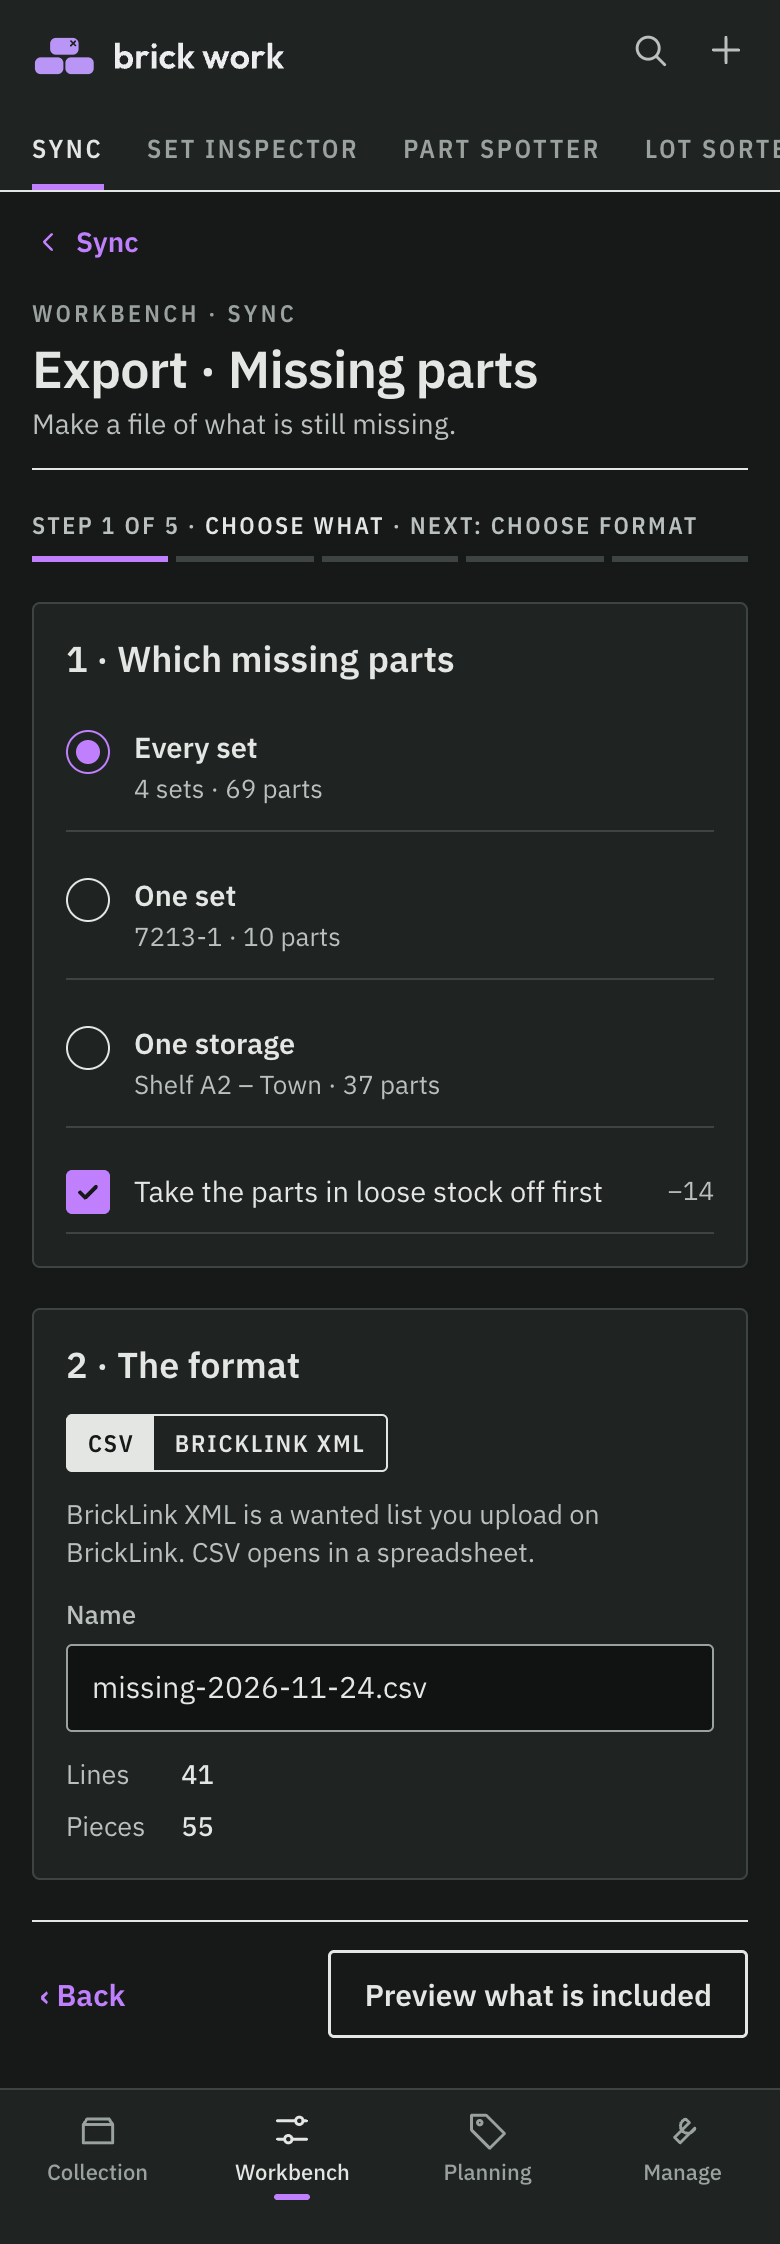 brick work
SYNC SET INSPECTOR PART SPOTTER LOT SORTE
‹ Sync
WORKBENCH · SYNC
Export · Missing parts
Make a file of what is still missing.
STEP 1 OF 5 · CHOOSE WHAT · NEXT: CHOOSE FORMAT
1 · Which missing parts
Every set
4 sets · 69 parts
One set
7213-1 · 10 parts
One storage
Shelf A2 – Town · 37 parts
Take the parts in loose stock off first −14
2 · The format
CSV BRICKLINK XML
BrickLink XML is a wanted list you upload on
BrickLink. CSV opens in a spreadsheet.
Name
missing-2026-11-24.csv
Lines 41
Pieces 55
‹ Back Preview what is included
Collection Workbench Planning Manage